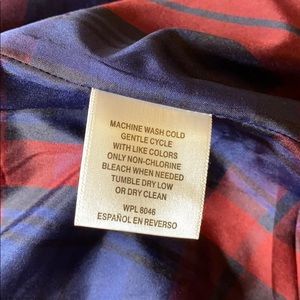 MACHINE WASH COLD
GENTLE CYCLE
WITH LIKE COLORS
ONLY NON-CHLORINE
BLEACH WHEN NEEDED
TUMBLE DRY LOW
OR DRY CLEAN
WPL 8046
ESPAÑOL EN REVERSO